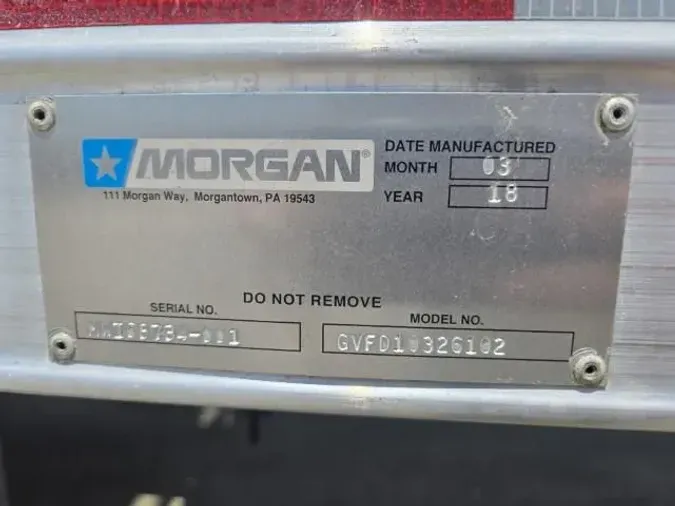 MORGAN®
111 Morgan Way, Morgantown, PA 19543
DATE MANUFACTURED
MONTH 03
YEAR 18
DO NOT REMOVE
SERIAL NO.
MODEL NO.
GVFD10326102